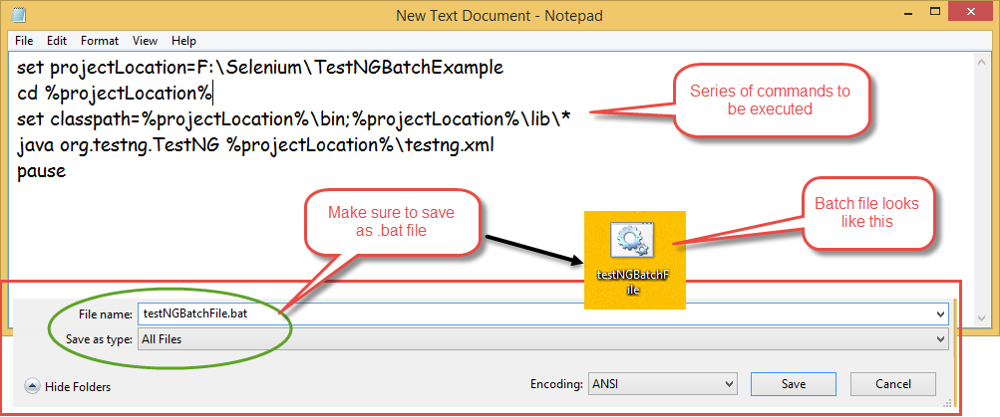 New Text Document - Notepad
File Edit Format View Help
set projectLocation=F:\Selenium\TestNGBatchExample
cd %projectLocation%
set classpath=%projectLocation%\bin;%projectLocation%\lib\*
java org.testng.TestNG %projectLocation%\testng.xml
pause
Series of commands to
be executed
Make sure to save
as .bat file
Batch file looks
like this
testNGBatchF
ile
File name: testNGBatchFile.bat
Save as type: All Files
Hide Folders
Encoding: ANSI
Save
Cancel